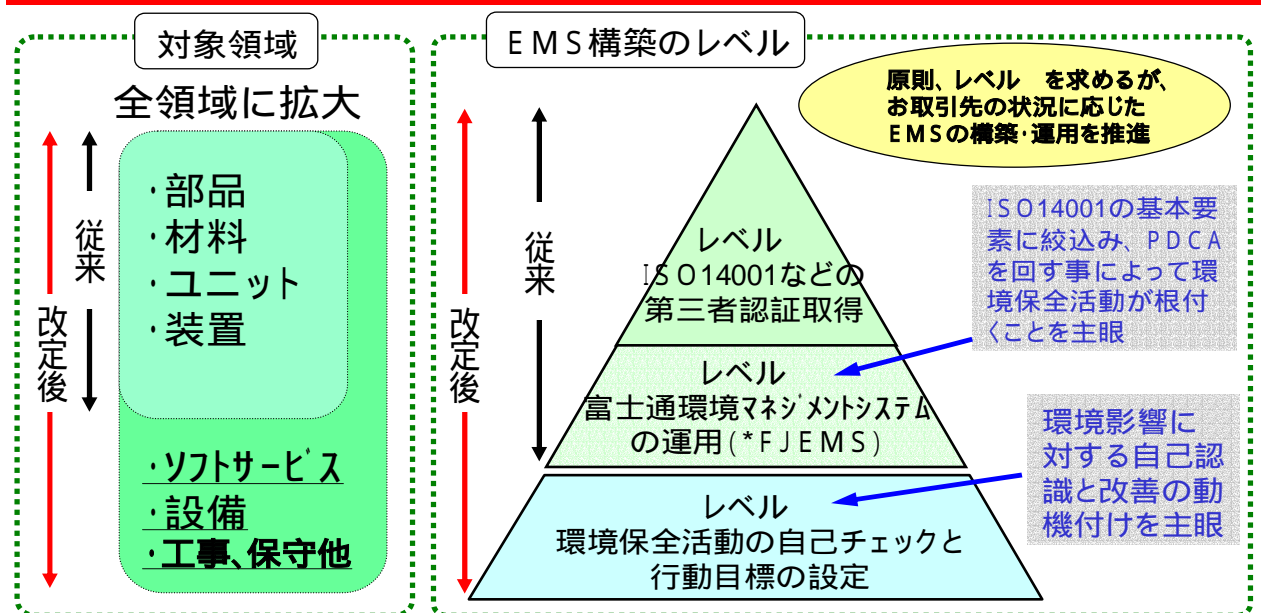 対象領域
全領域に拡大
従来
改定後
・部品
・材料
・ユニット
・装置
・ソフトサービス
・設備
・工事、保守他
EMS構築のレベル
原則、レベル　を求めるが、
お取引先の状況に応じた
EMSの構築・運用を推進
従来
改定後
レベル
ISO14001などの
第三者認証取得
レベル
富士通環境マネジメントシステム
の運用(*FJEMS)
レベル
環境保全活動の自己チェックと
行動目標の設定
ISO14001の基本要
素に絞込み、PDCA
を回す事によって環
境保全活動が根付
くことを主眼
環境影響に
対する自己認
識と改善の動
機付けを主眼